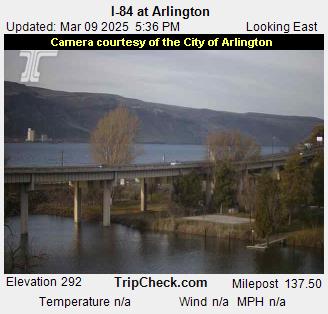 I-84 at Arlington
Updated: Mar 09 2025 5:36 PM Looking East
Camera courtesy of the City of Arlington
Elevation 292 TripCheck.com Milepost 137.50
Temperature n/a Wind n/a MPH n/a